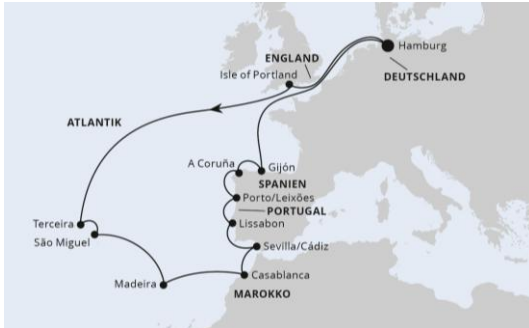 Hamburg
ENGLAND
Isle of Portland
DEUTSCHLAND
ATLANTIK
A Coruña
Gijón
SPANIEN
Porto/Leixões
PORTUGAL
Terceira
Lissabon
São Miguel
Sevilla/Cádiz
Casablanca
Madeira
MAROKKO